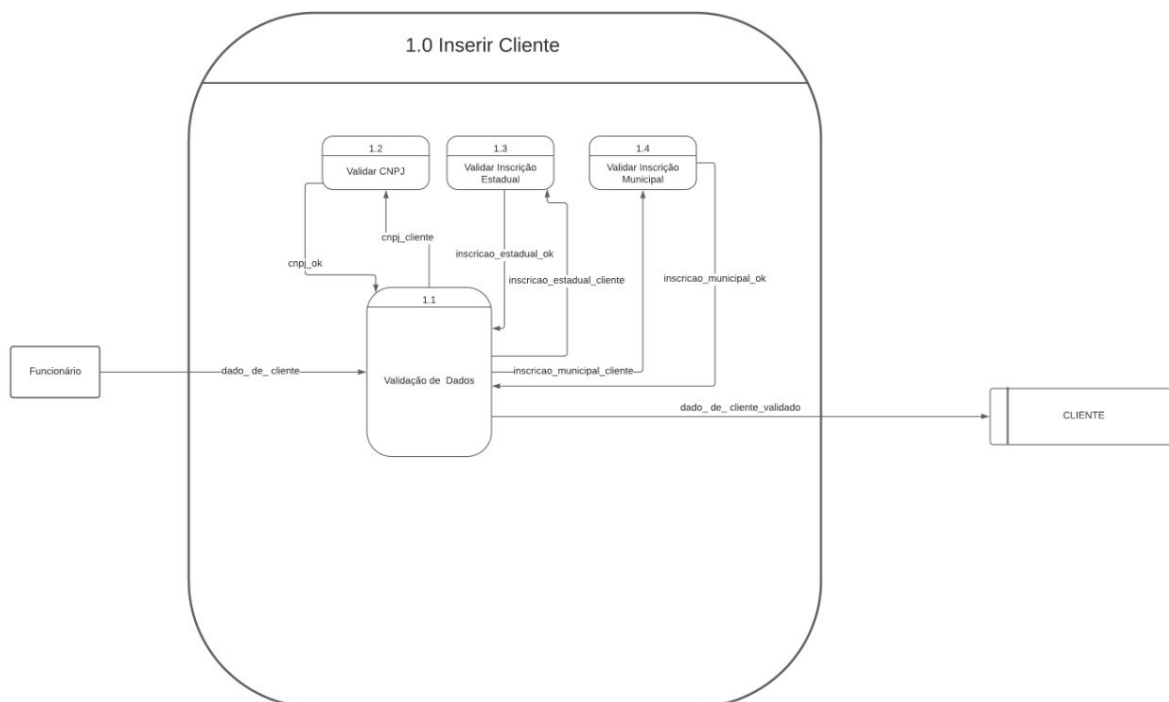 1.0 Inserir Cliente
1.2
Validar CNPJ
1.3
Validar Inscrição
Estadual
1.4
Validar Inscrição
Municipal
cnpj_cliente
inscricao_estadual_ok
cnpj_ok
inscricao_estadual_cliente
inscricao_municipal_ok
1.1
Validação de Dados
Funcionário
dado_ de_ cliente
inscricao_municipal_cliente
dado_ de_ cliente_validado
CLIENTE